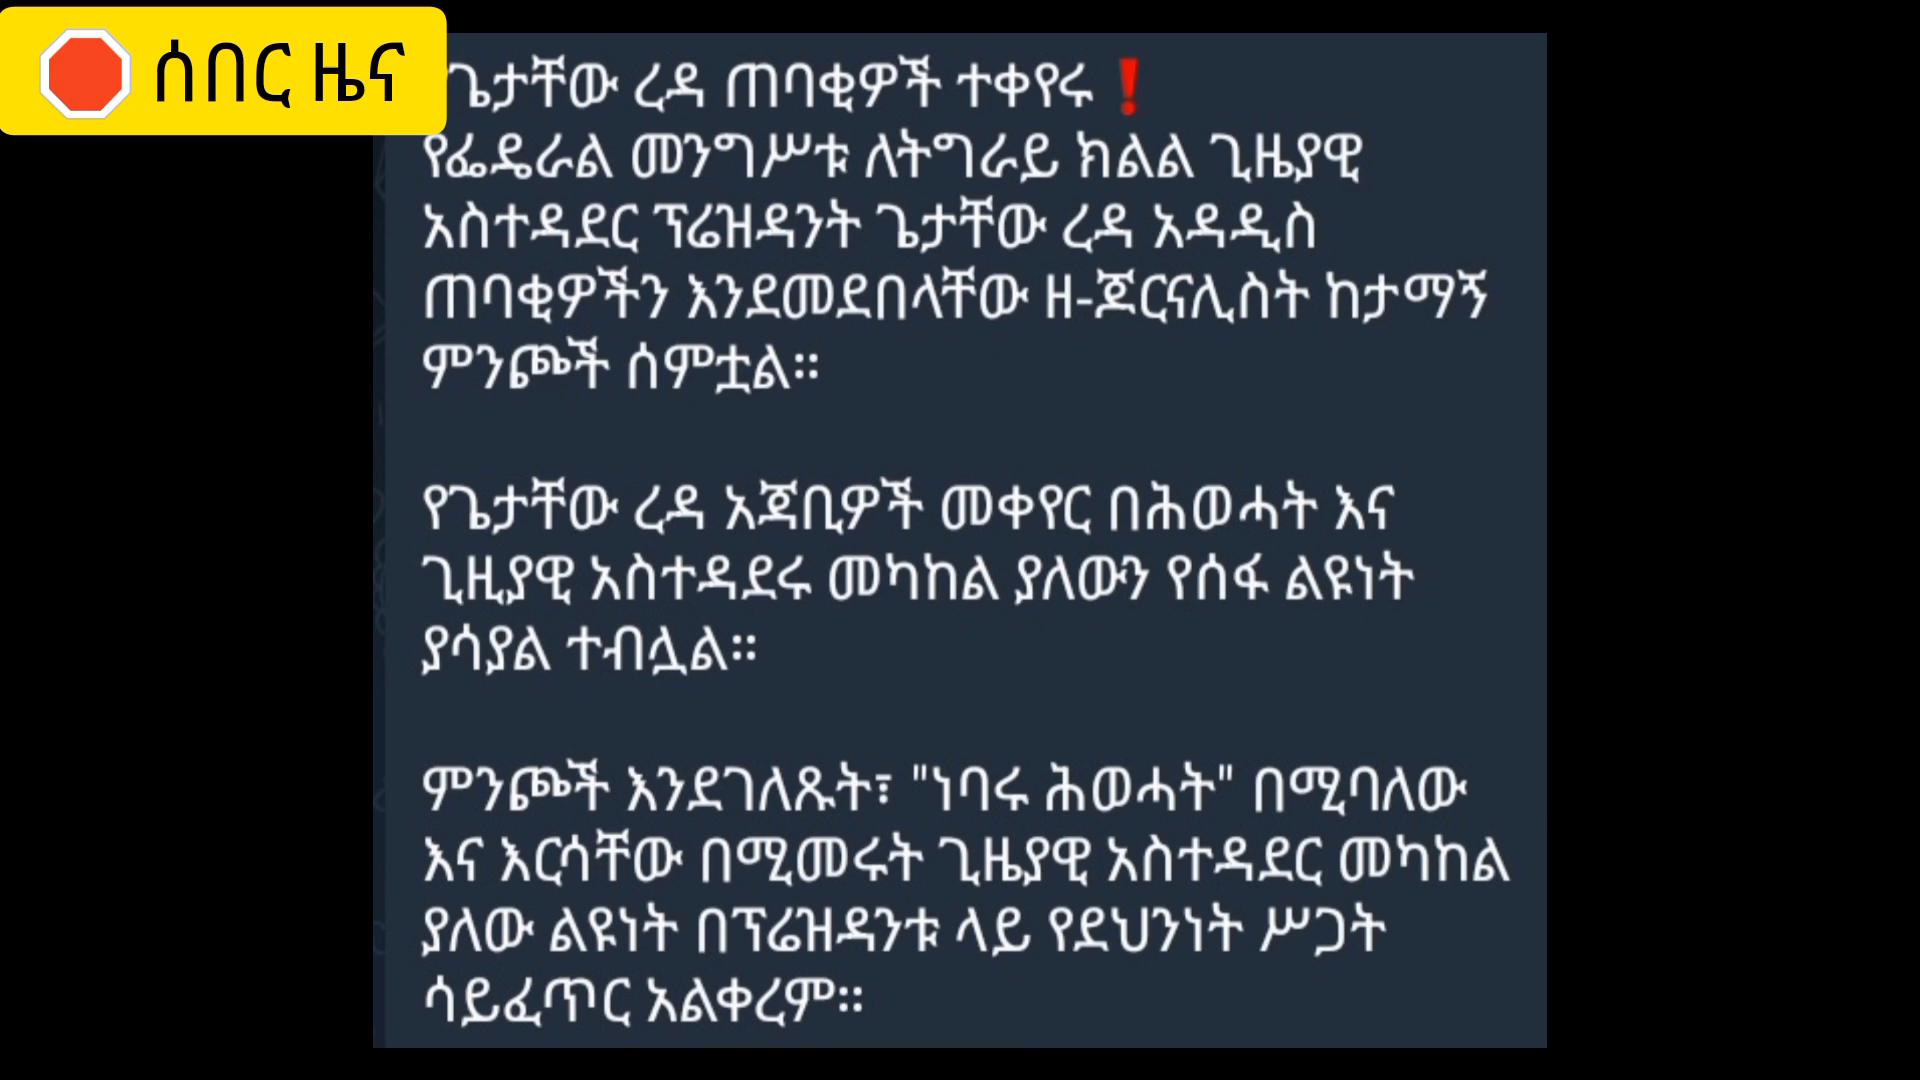 ሰበር ዜና
ጌታቸው ረዳ ጠባቂዎች ተቀየሩ❗
የፌዴራል መንግሥቱ ለትግራይ ክልል ጊዜያዊ
አስተዳደር ፕሬዝዳንት ጌታቸው ረዳ አዳዲስ
ጠባቂዎችን እንደመደበላቸው ዘ-ጆርናሊስት ከታማኝ
ምንጮች ሰምቷል።
የጌታቸው ረዳ አጃቢዎች መቀየር በሕወሓት እና
ጊዚያዊ አስተዳደሩ መካከል ያለውን የሰፋ ልዩነት
ያሳያል ተብሏል።
ምንጮች እንደገለጹት፣ "ነባሩ ሕወሓት" በሚባለው
እና እርሳቸው በሚመሩት ጊዜያዊ አስተዳደር መካከል
ያለው ልዩነት በፕሬዝዳንቱ ላይ የደህንነት ሥጋት
ሳይፈጥር አልቀረም።